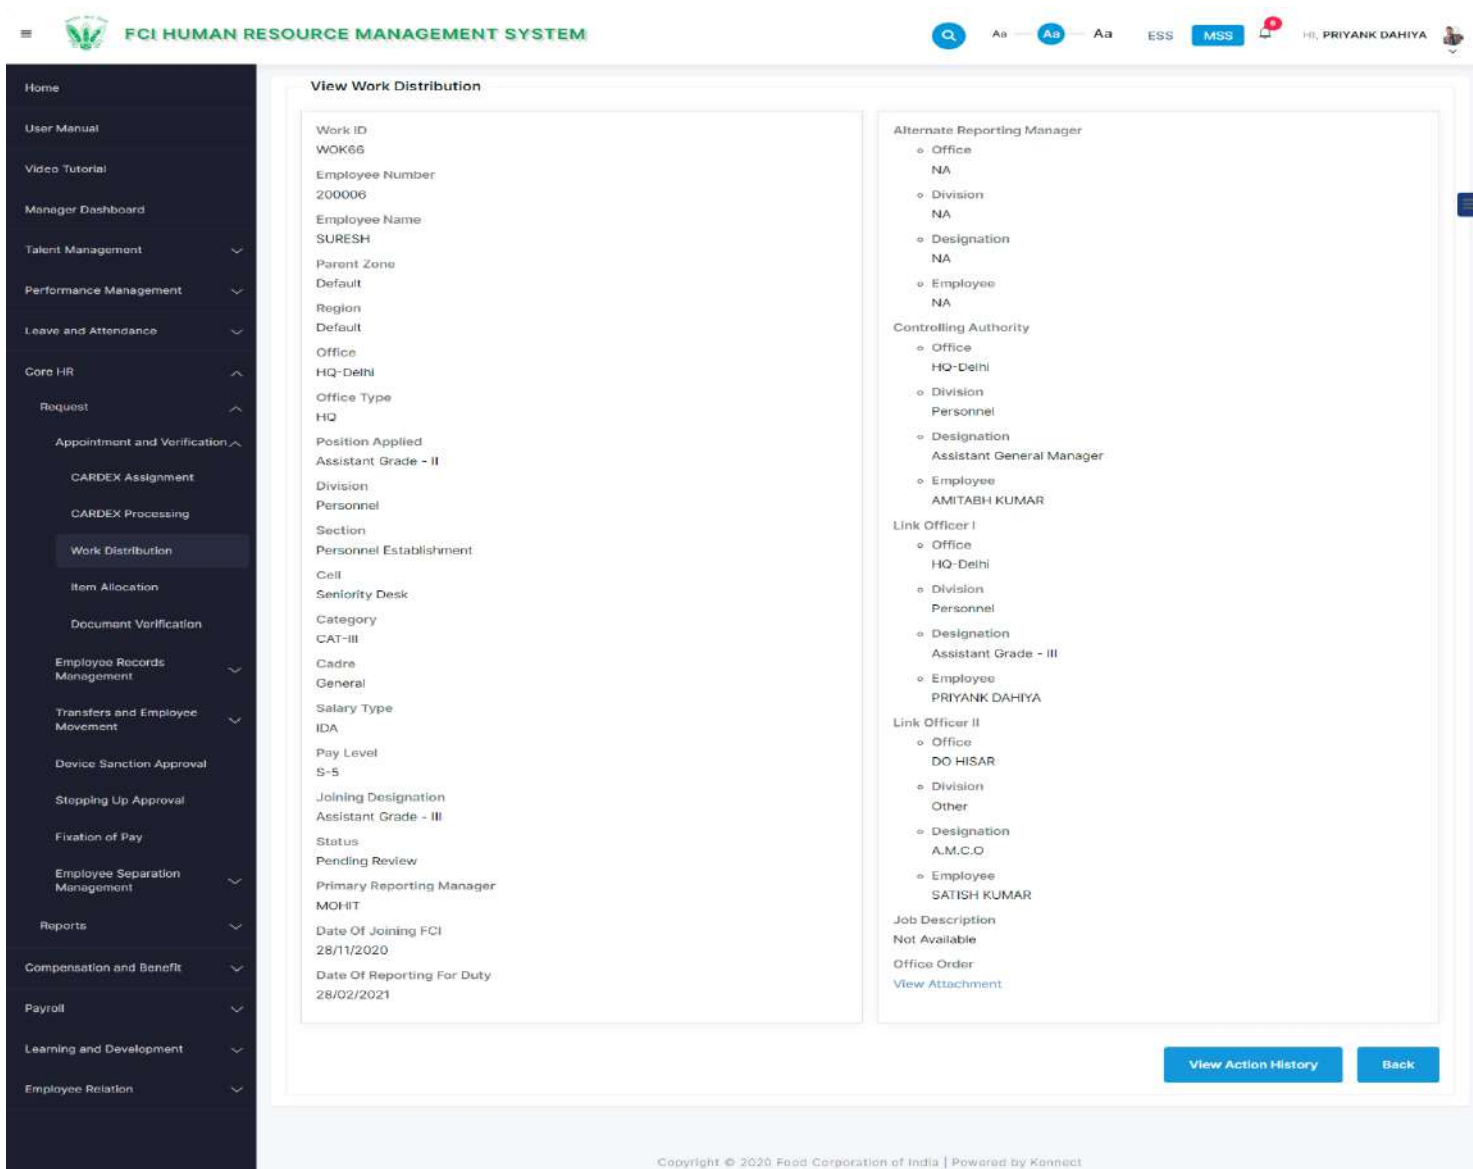 FCI HUMAN RESOURCE MANAGEMENT SYSTEM
Aa Aa Aa ESS MSS HI, PRIYANK DAHIYA
Home
User Manual
Video Tutorial
Manager Dashboard
Talent Management
Performance Management
Leave and Attendance
Core HR
Request
Appointment and Verification
CARDEX Assignment
CARDEX Processing
Work Distribution
Item Allocation
Document Verification
Employee Records
Management
Transfers and Employee
Movement
Device Sanction Approval
Stepping Up Approval
Fixation of Pay
Employee Separation
Management
Reports
Compensation and Benefit
Payroll
Learning and Development
Employee Relation
View Work Distribution
Work ID
WOK66
Employee Number
200006
Employee Name
SURESH
Parent Zone
Default
Region
Default
Office
HQ-Delhi
Office Type
HQ
Position Applied
Assistant Grade - II
Division
Personnel
Section
Personnel Establishment
Cell
Seniority Desk
Category
CAT-III
Cadre
General
Salary Type
IDA
Pay Level
S-5
Joining Designation
Assistant Grade - III
Status
Pending Review
Primary Reporting Manager
MOHIT
Date Of Joining FCI
28/11/2020
Date Of Reporting For Duty
28/02/2021
Alternate Reporting Manager
Office
NA
Division
NA
Designation
NA
Employee
NA
Controlling Authority
Office
HQ-Delhi
Division
Personnel
Designation
Assistant General Manager
Employee
AMITABH KUMAR
Link Officer I
Office
HQ-Delhi
Division
Personnel
Designation
Assistant Grade - III
Employee
PRIYANK DAHIYA
Link Officer II
Office
DO HISAR
Division
Other
Designation
A.M.C.O
Employee
SATISH KUMAR
Job Description
Not Available
Office Order
View Attachment
View Action History Back
Copyright © 2020 Food Corporation of India | Powered by Konnect